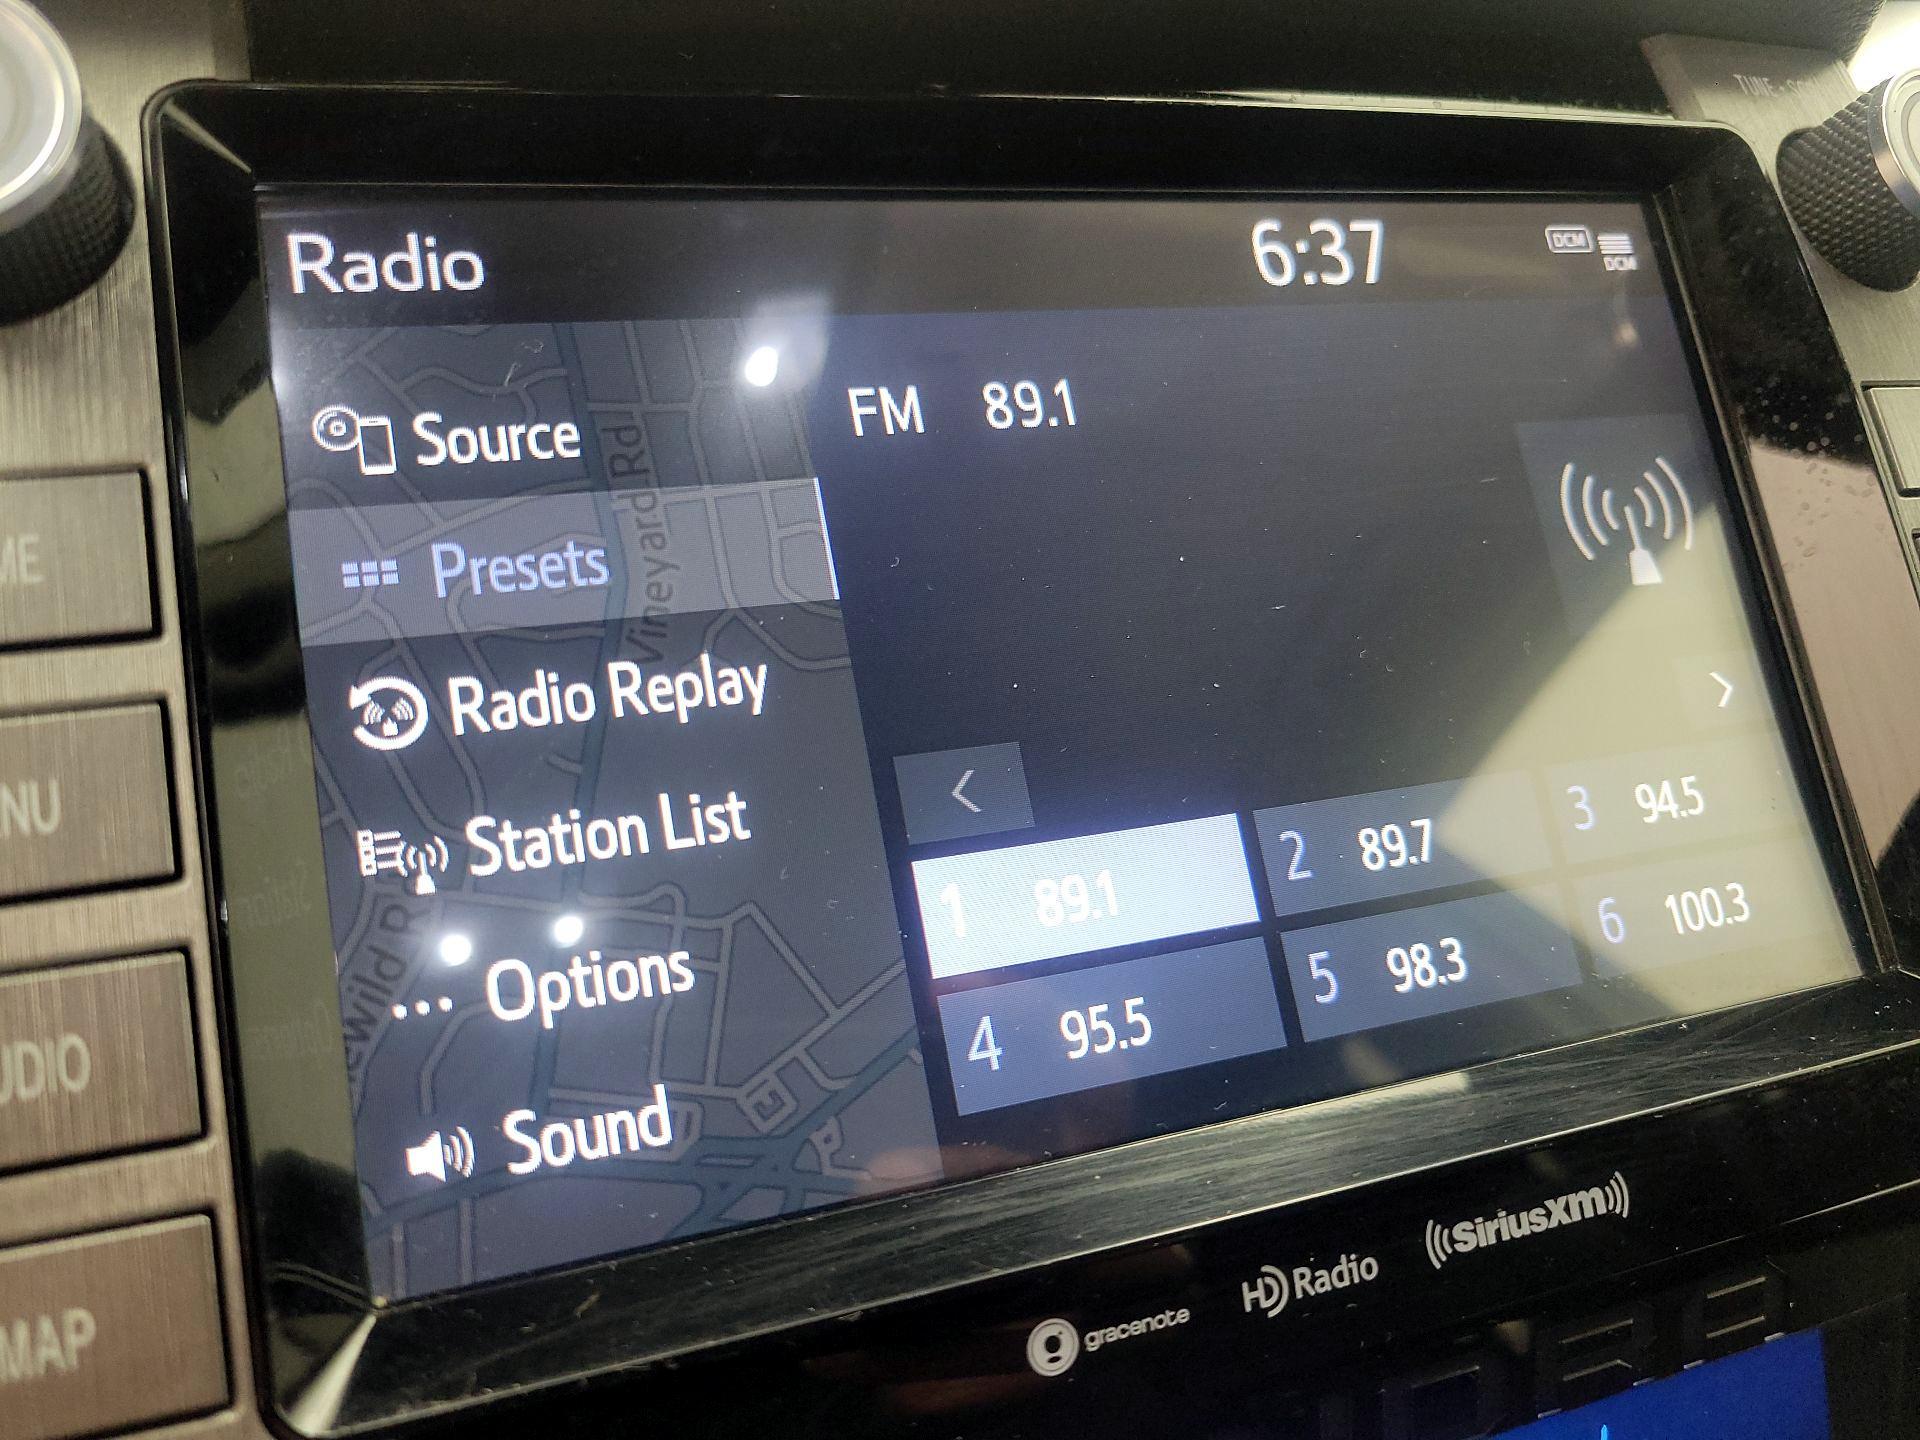 TUNE • SC
Radio
6:37
DCM
DCM
Source
FM 89.1
Presets
Vineyard Rd
Radio Replay
Station List
Options
Sound
<
>
1 89.1
2 89.7
3 94.5
4 95.5
5 98.3
6 100.3
ME
NU
UDIO
MAP
gracenote
HD Radio
SiriusXM